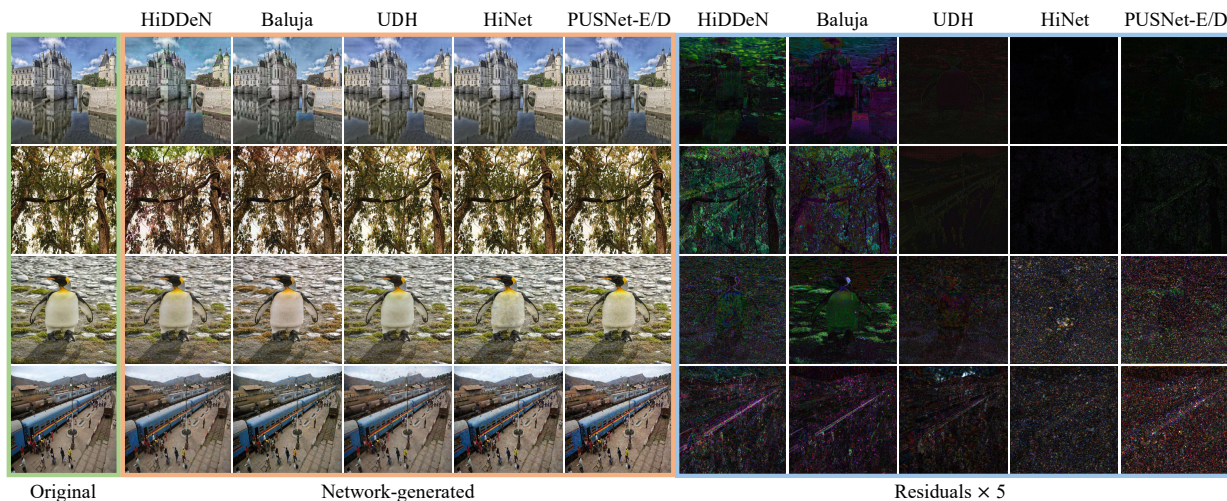 HiDDeN Baluja UDH HiNet PUSNet-E/D HiDDeN Baluja UDH HiNet PUSNet-E/D
Original Network-generated Residuals × 5